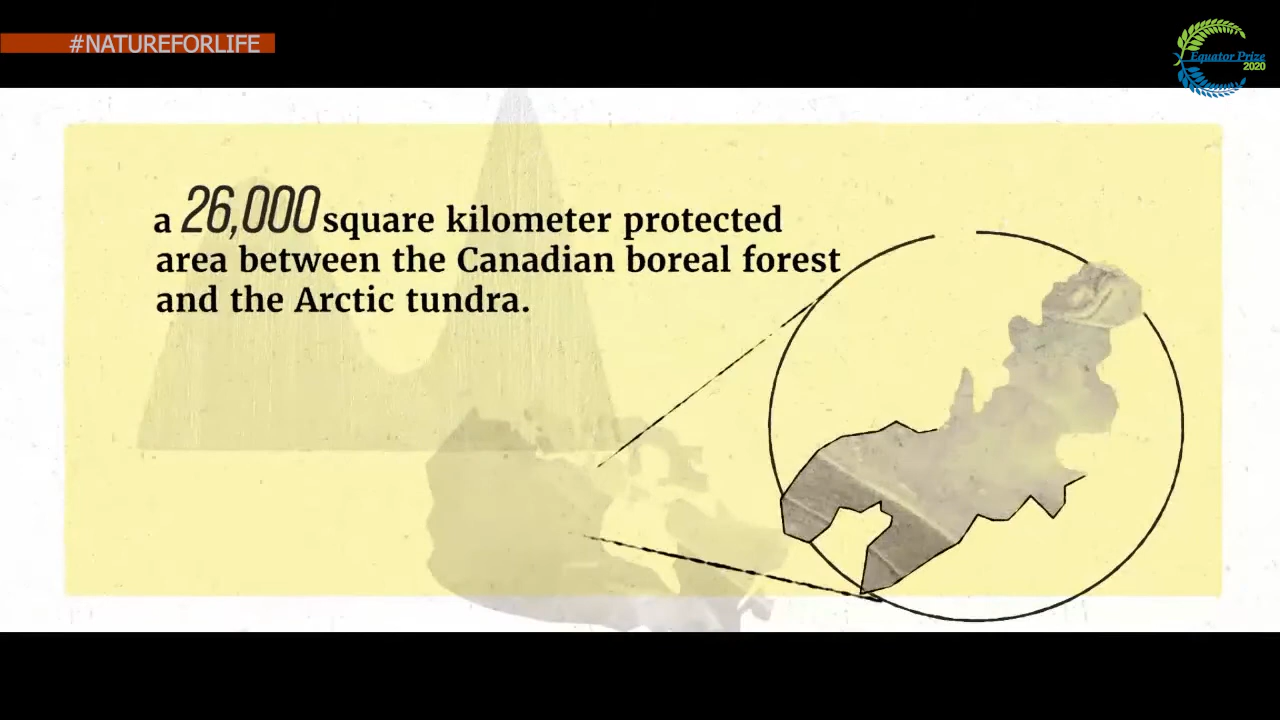 #NATUREFORLIFE
Equator Prize
2020
a 26,000 square kilometer protected
area between the Canadian boreal forest
and the Arctic tundra.